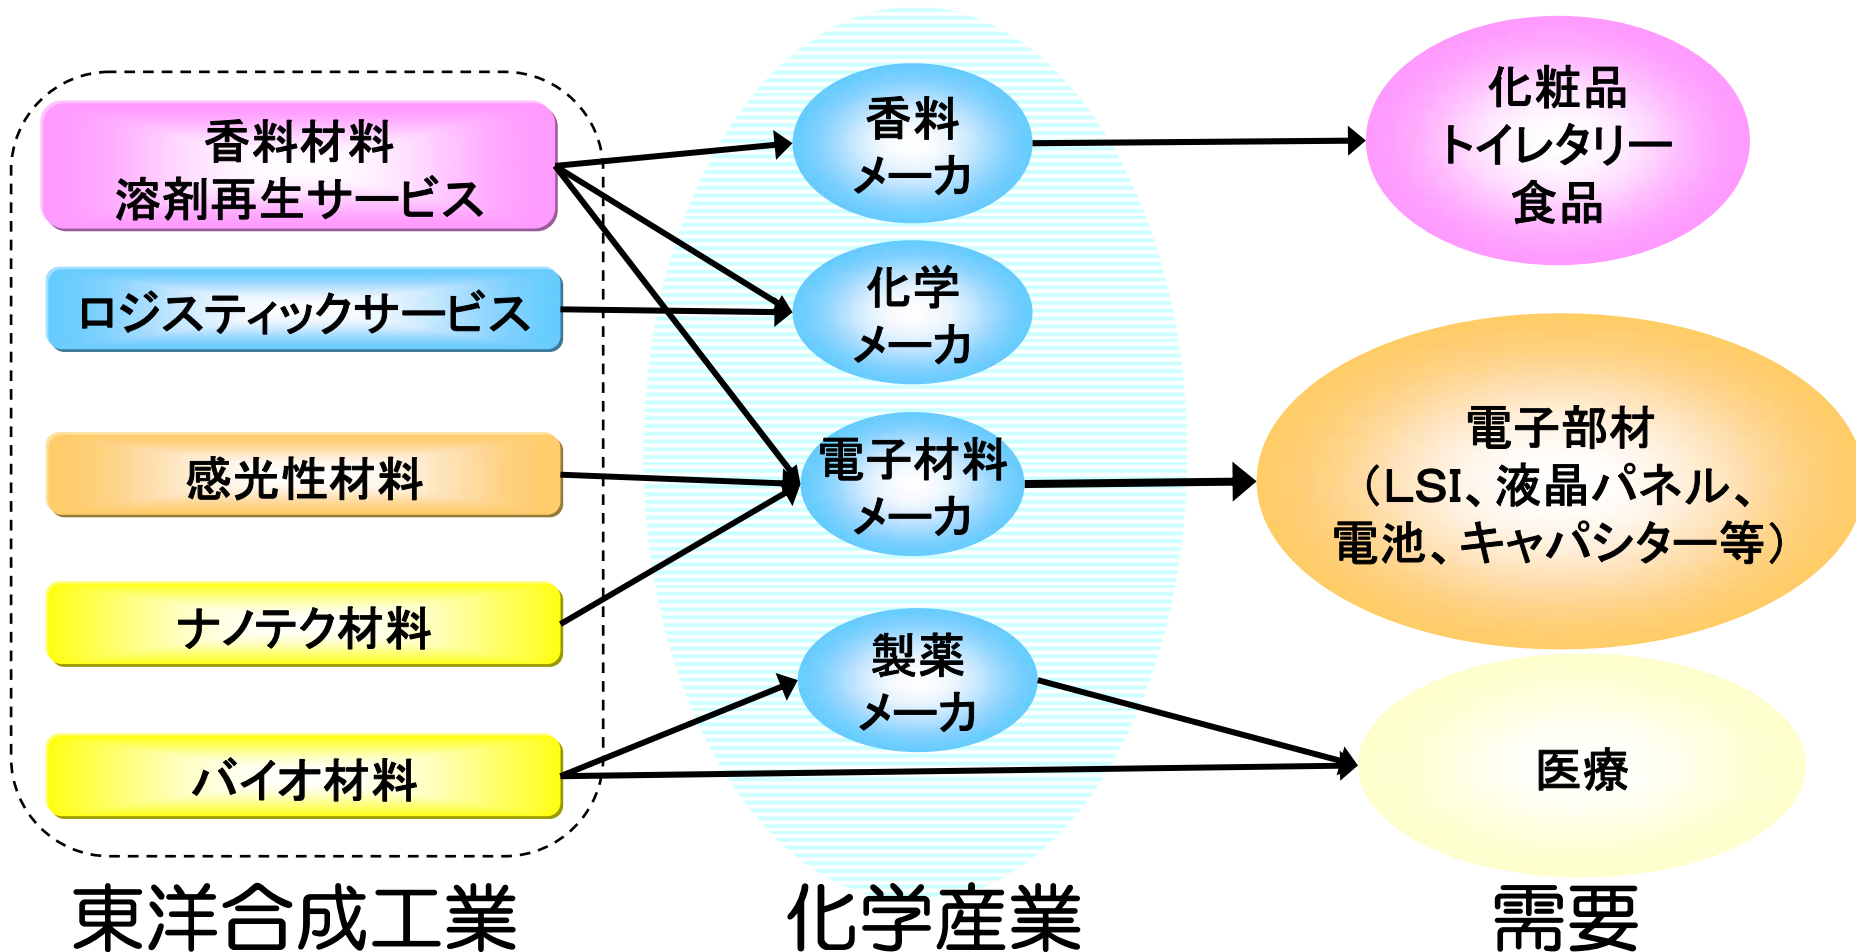 香料材料
溶剤再生サービス
ロジスティックサービス
感光性材料
ナノテク材料
バイオ材料
東洋合成工業
香料
メーカ
化学
メーカ
電子材料
メーカ
製薬
メーカ
化学産業
化粧品
トイレタリー
食品
電子部材
（LSI、液晶パネル、
電池、キャパシター等）
医療
需要